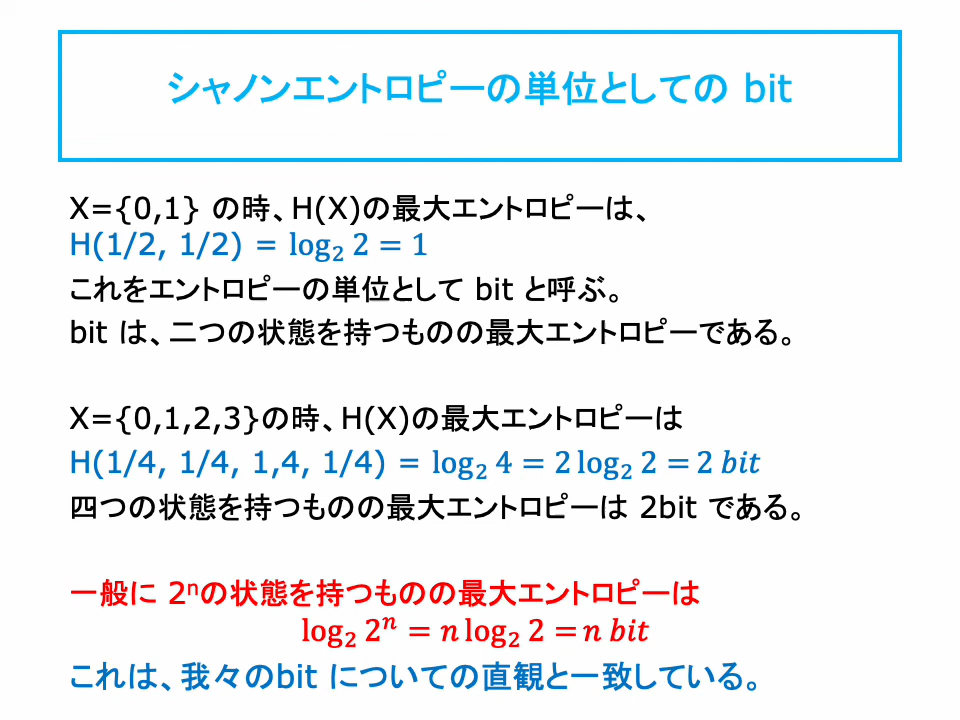 シャノンエントロピーの単位としての bit
X={0,1} の時、H(X)の最大エントロピーは、
H(1/2, 1/2) = log₂ 2 = 1
これをエントロピーの単位として bit と呼ぶ。
bit は、二つの状態を持つものの最大エントロピーである。
X={0,1,2,3}の時、H(X)の最大エントロピーは
H(1/4, 1/4, 1,4, 1/4) = log₂ 4 = 2 log₂ 2 = 2 bit
四つの状態を持つものの最大エントロピーは 2bit である。
一般に 2ⁿの状態を持つものの最大エントロピーは
log₂ 2ⁿ = n log₂ 2 = n bit
これは、我々のbit についての直観と一致している。